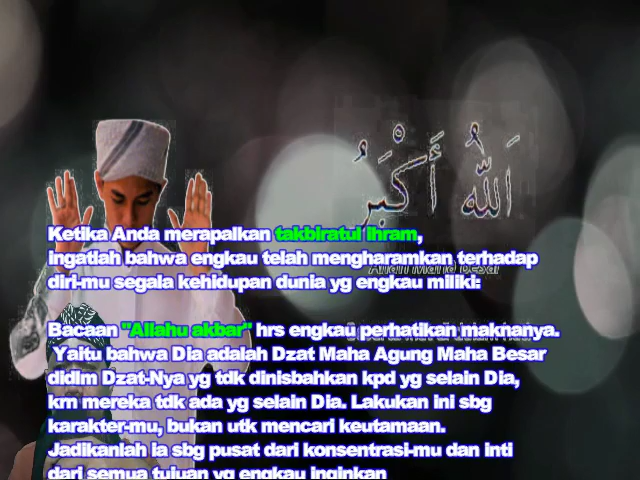 اَللّٰهُ أَكْبَرُ
Ketika Anda merapalkan takbiratul ihram,
ingatlah bahwa engkau telah mengharamkan terhadap
Allah Maha Besar
diri-mu segala kehidupan dunia yg engkau miliki:
Bacaan "Allahu akbar" hrs engkau perhatikan maknanya.
Yaitu bahwa Dia adalah Dzat Maha Agung Maha Besar
didlm Dzat-Nya yg tdk dinisbahkan kpd yg selain Dia,
krn mereka tdk ada yg selain Dia. Lakukan ini sbg
karakter-mu, bukan utk mencari keutamaan.
Jadikanlah ia sbg pusat dari konsentrasi-mu dan inti
dari semua tujuan yg engkau inginkan